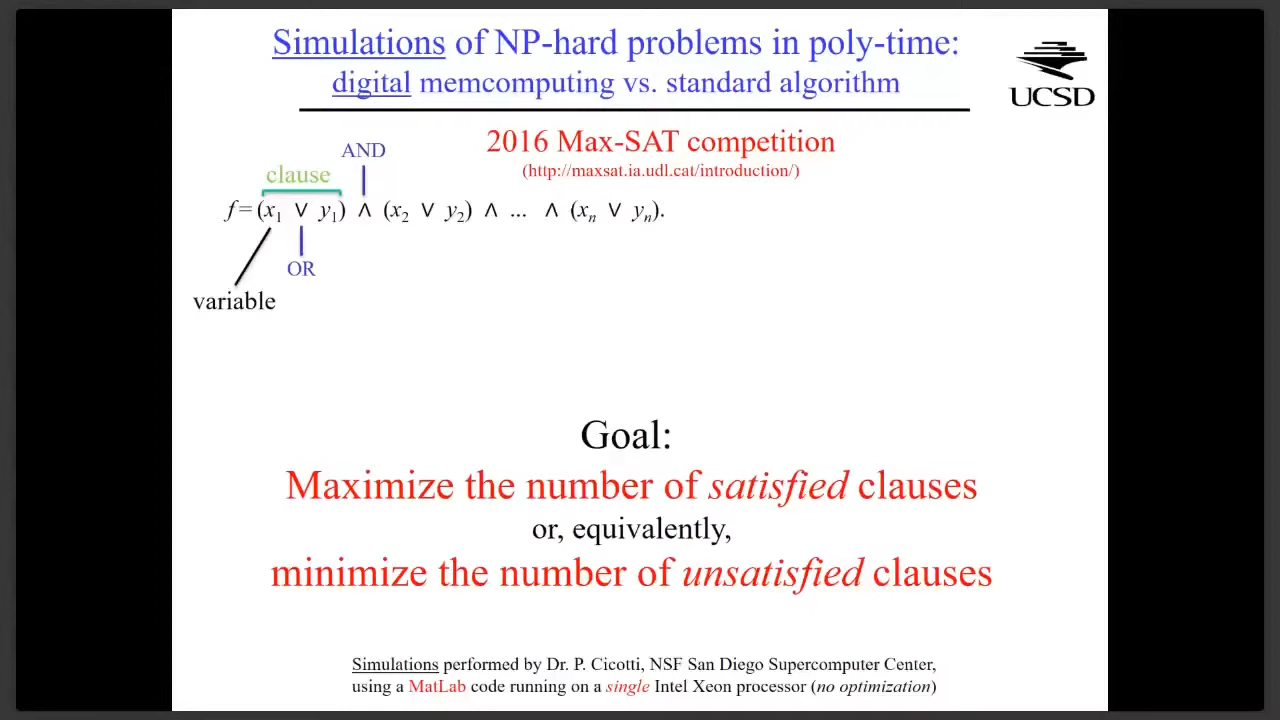 Simulations of NP-hard problems in poly-time:
digital memcomputing vs. standard algorithm
UCSD
2016 Max-SAT competition
(http://maxsat.ia.udl.cat/introduction/)
AND
clause
f = (x1 ∨ y1) ∧ (x2 ∨ y2) ∧ ... ∧ (xn ∨ yn).
OR
variable
Goal:
Maximize the number of satisfied clauses
or, equivalently,
minimize the number of unsatisfied clauses
Simulations performed by Dr. P. Cicotti, NSF San Diego Supercomputer Center,
using a MatLab code running on a single Intel Xeon processor (no optimization)